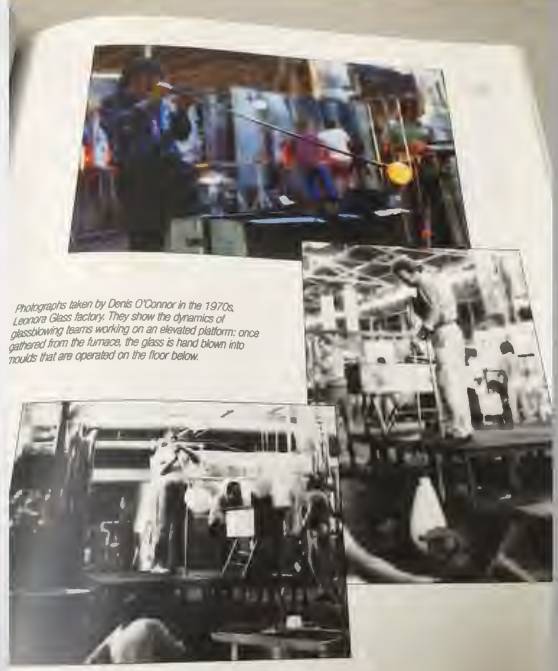 Photographs taken by Denis O'Connor in the 1970s,
Leonora Glass factory. They show the dynamics of
glassblowing teams working on an elevated platform: once
gathered from the furnace, the glass is hand blown into
moulds that are operated on the floor below.